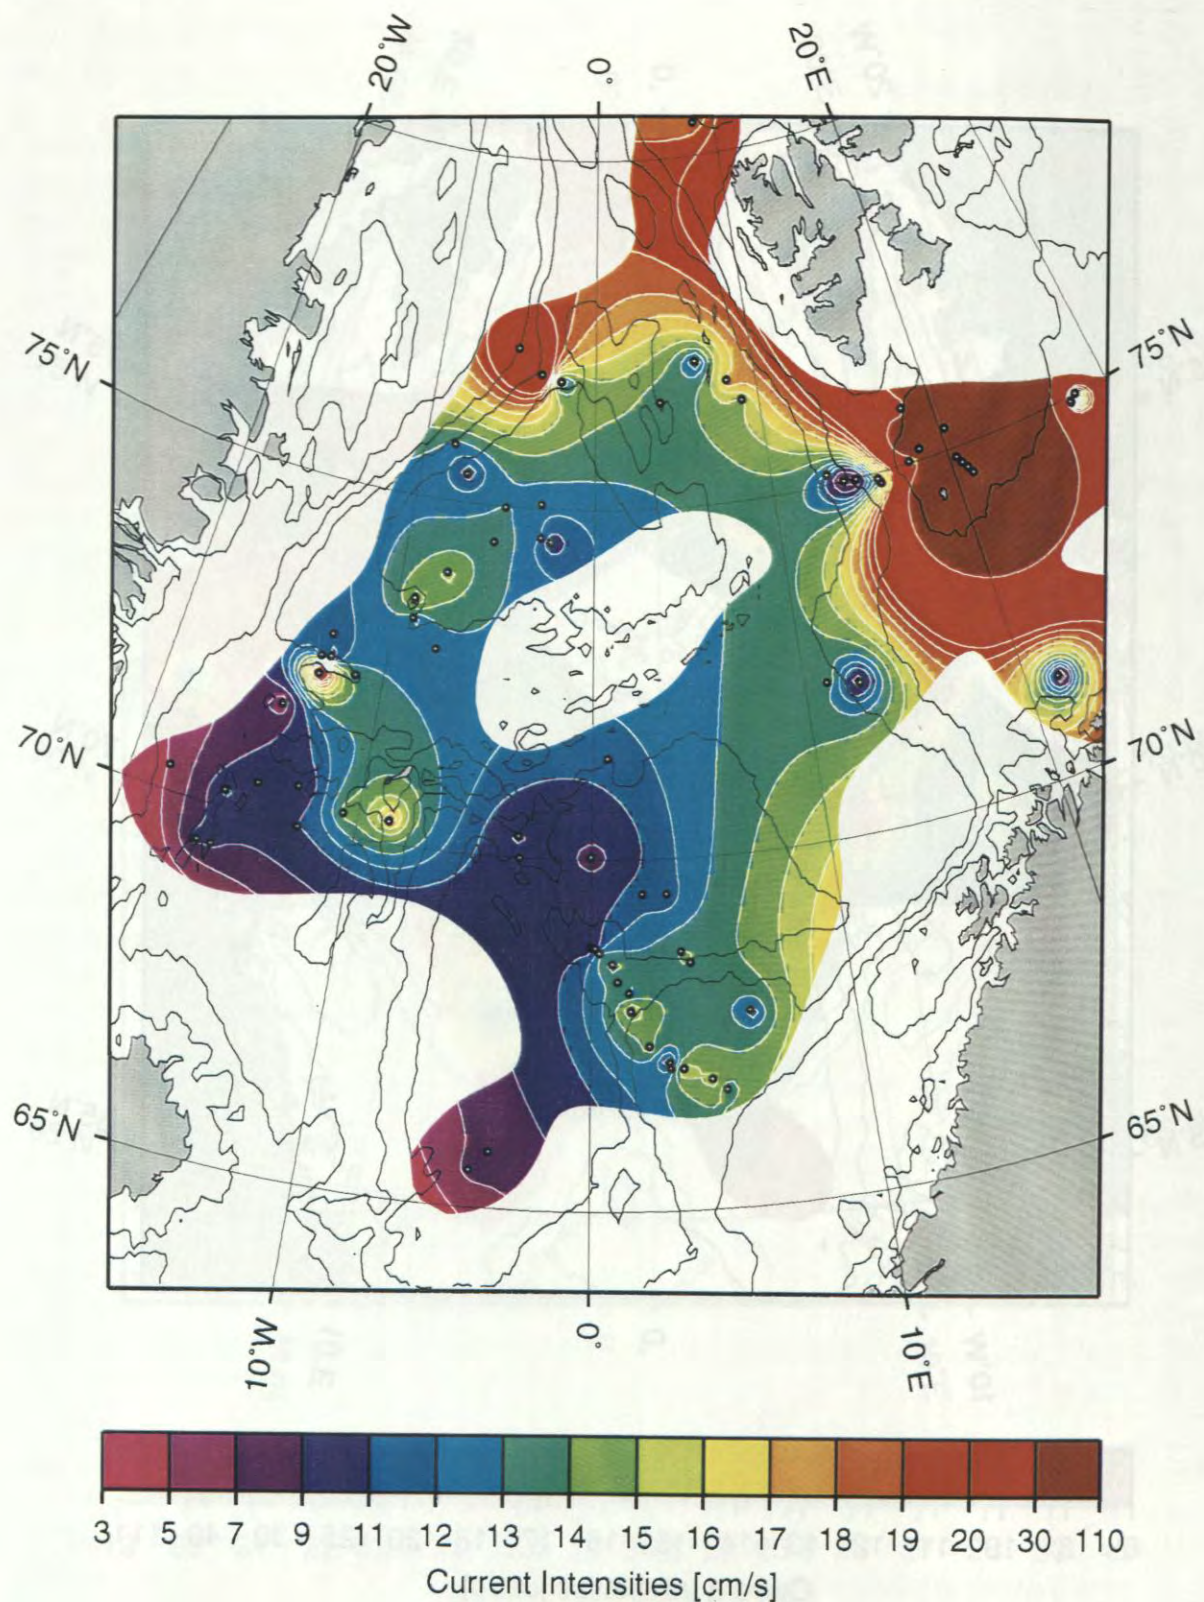 20°W 0° 20°E
75°N 75°N
70°N 70°N
65°N 65°N
10°W 0° 10°E
3 5 7 9 11 12 13 14 15 16 17 18 19 20 30 110
Current Intensities [cm/s]